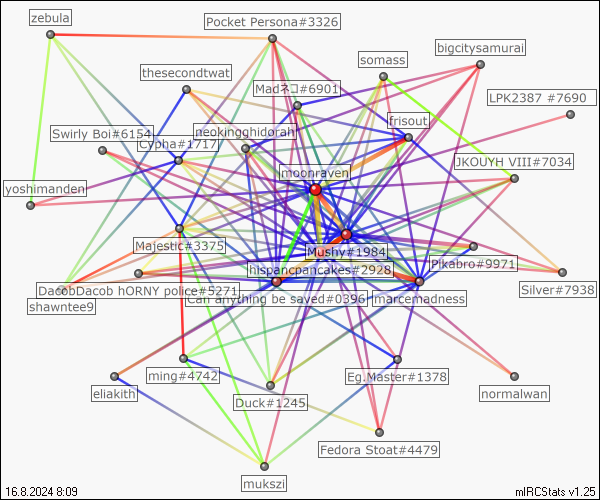 zebula
Pocket Persona#3326
bigcitysamurai
somass
thesecondtwat
Madネコ#6901
LPK2387 #7690
frisout
Swirly Boi#6154
Cypha#1717
neokingghidorah
JKOUYH VIII#7034
moonraven
yoshimanden
Majestic#3375
Mushy#1984
Pikabro#9971
hispancpancakes#2928
DacobDacob hORNY police#5271
Can anything be saved#0396
marcemadness
Silver#7938
shawntee9
ming#4742
Eg.Master#1378
eliakith
Duck#1245
normalwan
Fedora Stoat#4479
mukszi
16.8.2024 8:09
mIRCStats v1.25